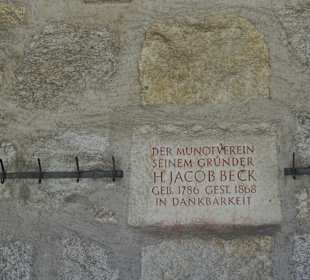 DER MUNOTVEREIN
SEINEM GRÜNDER
H. JACOB BECK
GEB. 1786 GEST. 1868
IN DANKBARKEIT